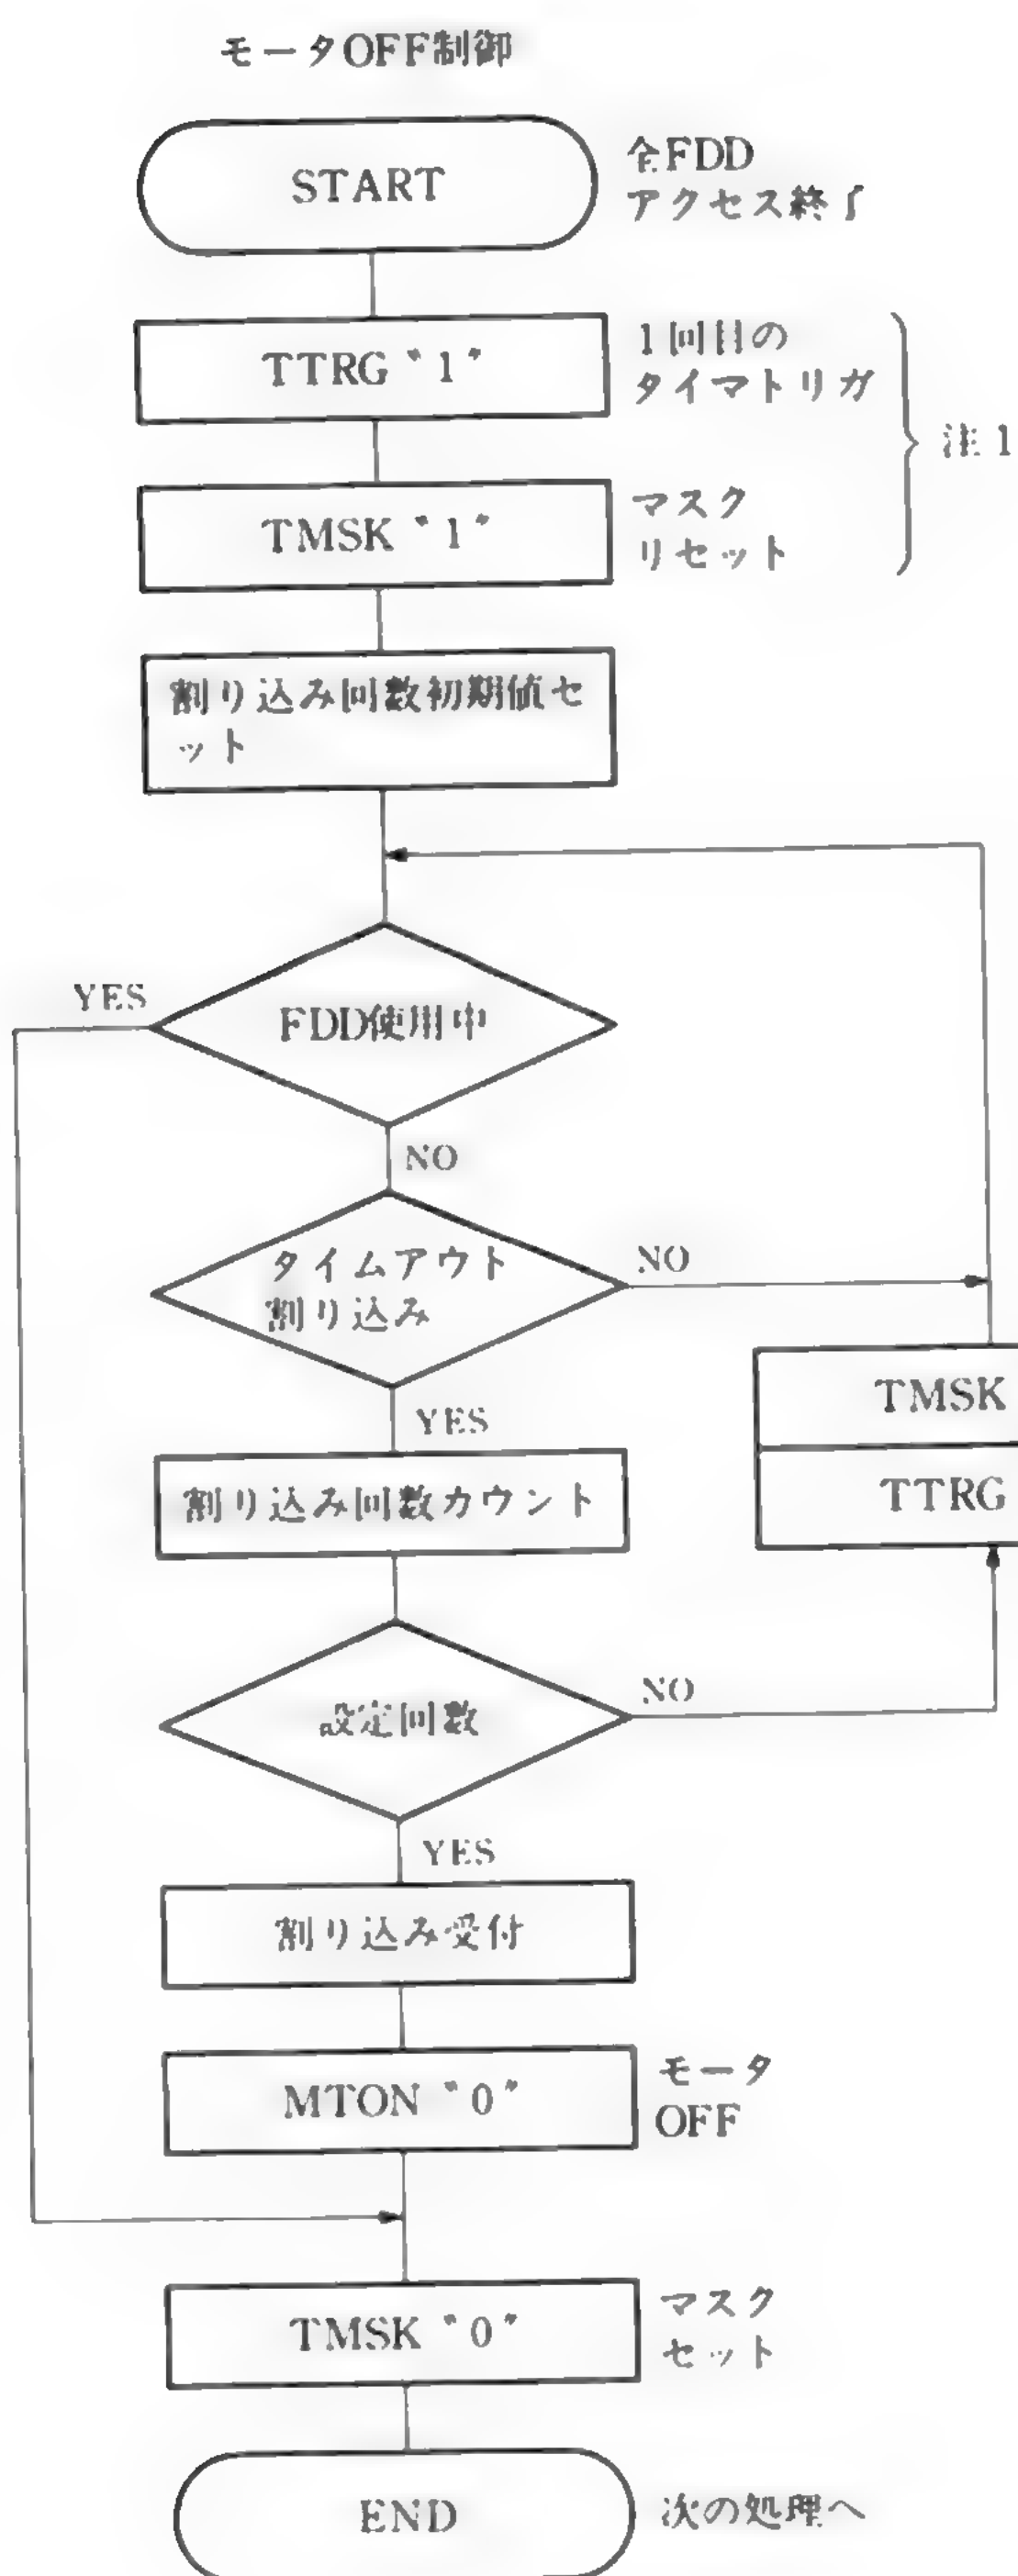 モータOFF制御
START
全FDD
アクセス終了
TTRG "1"
1回目の
タイマトリガ
注1
TMSK "1"
マスク
リセット
割り込み回数初期値セ
ット
YES
FDD使用中
NO
タイムアウト
割り込み
NO
YES
TMSK
TTRG
割り込み回数カウント
設定回数
NO
YES
割り込み受付
MTON "0"
モータ
OFF
TMSK "0"
マスク
セット
END
次の処理へ